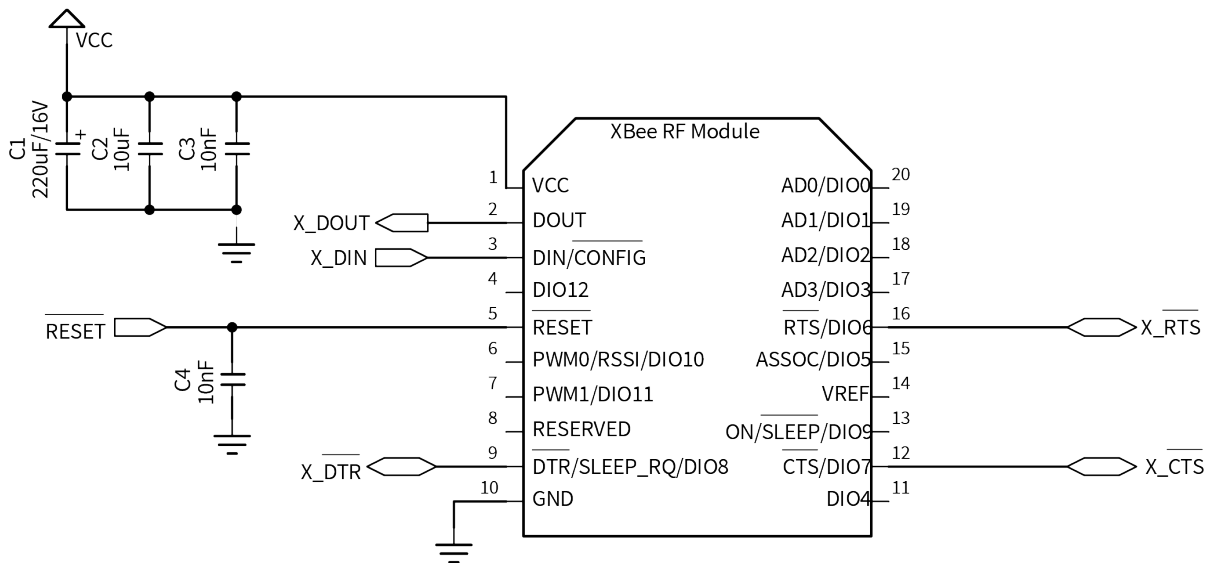 VCC
C1
220uF/16V
+
C2
10uF
C3
10nF
XBee RF Module
1 VCC
X_DOUT 2 DOUT
X_DIN 3 DIN/CONFIG
4 DIO12
RESET 5 RESET
6 PWM0/RSSI/DIO10
7 PWM1/DIO11
8 RESERVED
X_DTR 9 DTR/SLEEP_RQ/DIO8
10 GND
C4
10nF
AD0/DIO0 20
AD1/DIO1 19
AD2/DIO2 18
AD3/DIO3 17
RTS/DIO6 16 X_RTS
ASSOC/DIO5 15
VREF 14
ON/SLEEP/DIO9 13
CTS/DIO7 12 X_CTS
DIO4 11